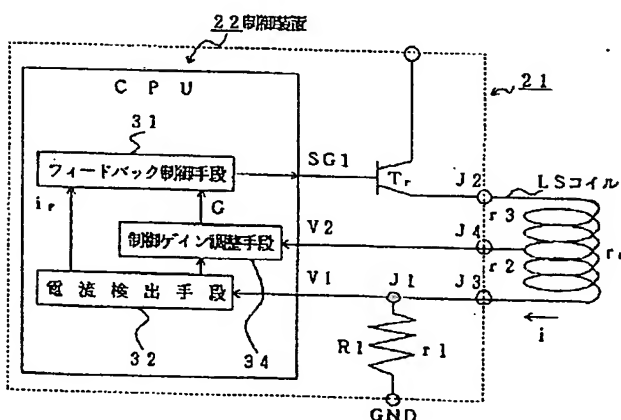 22制御装置
CPU
21
31
フィードバック制御手段
SG1
Tr
J2
LSコイル
ir
G
r3
制御ゲイン調整手段
V2
J4
r2
V1
J1
J3
電流検出手段
32
34
R1
r1
i
GND